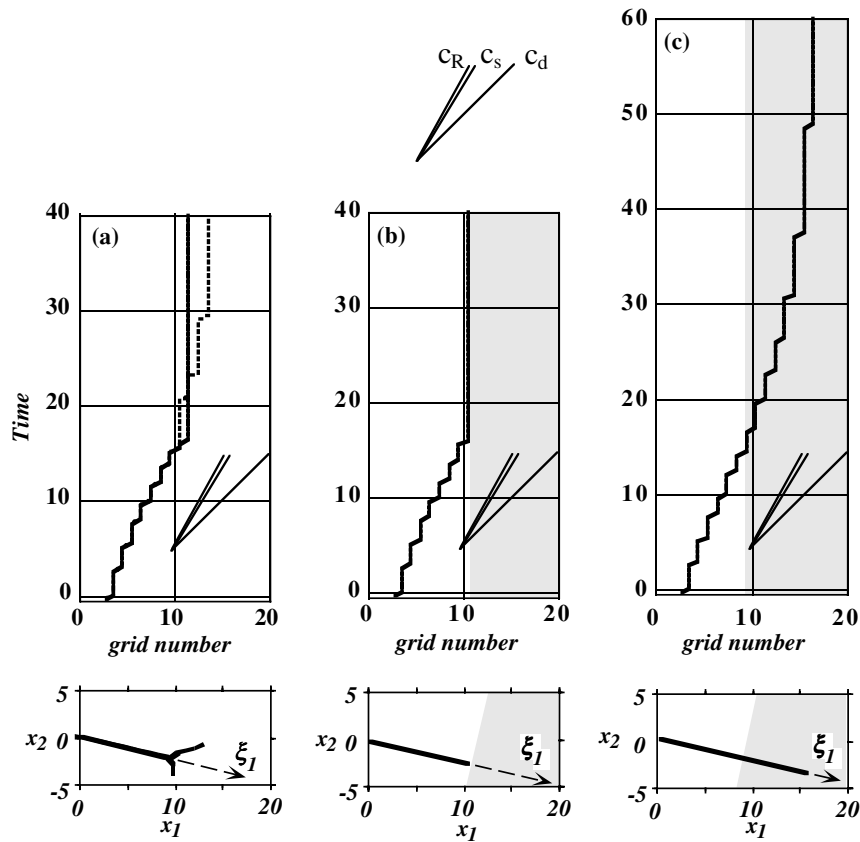 60
(c)
c_R c_s c_d
50
40 40 40
(a) (b)
30 30 30
Time
20 20 20
10 10 10
0 0 0
0 10 20 0 10 20 0 10 20
grid number grid number grid number
5 5 5
x_2 0 ξ_1 x_2 0 ξ_1 x_2 0 ξ_1
-5 -5 -5
0 10 20 0 10 20 0 10 20
x_1 x_1 x_1